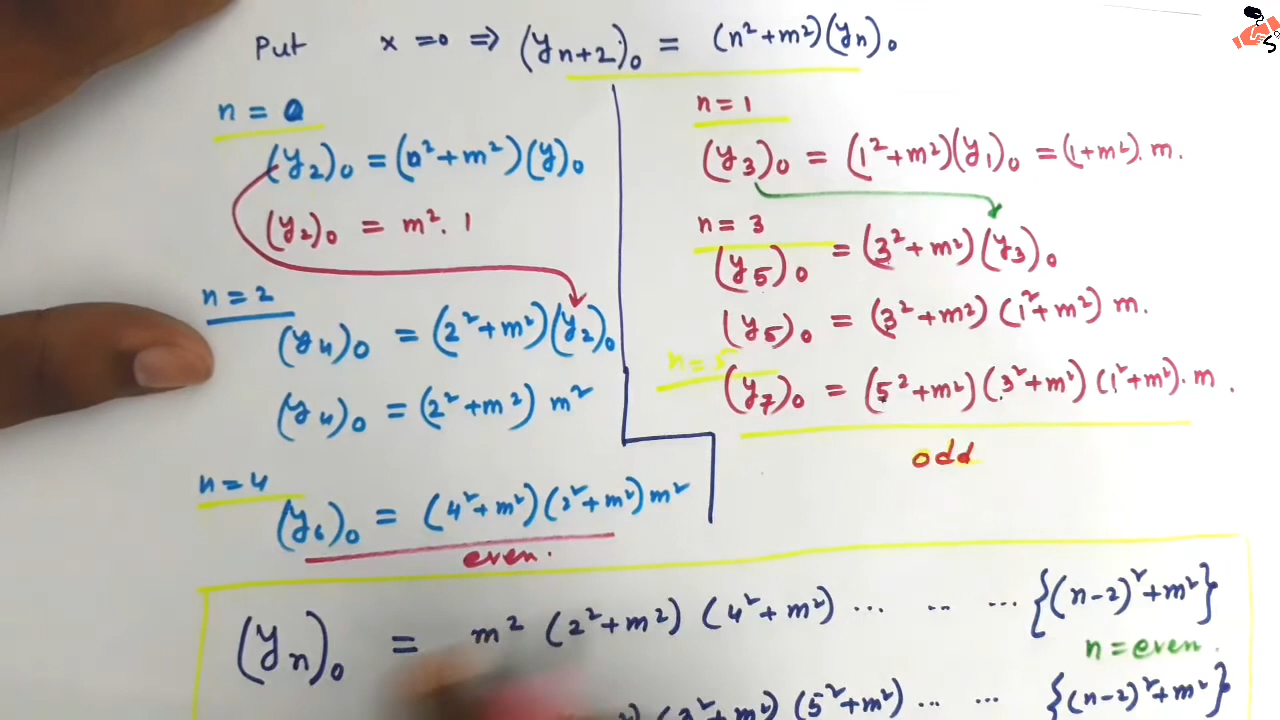 Put x = 0 ⇒ (yn+2)₀ = (n²+m²)(yn)₀
n = 0
(y₂)₀ = (0²+m²)(y)₀
(y₂)₀ = m². 1
n = 2
(y₄)₀ = (2²+m²)(y₂)₀
(y₄)₀ = (2²+m²) m²
n = 4
(y₆)₀ = (4²+m²)(2²+m²)m²
even.
n = 1
(y₃)₀ = (1²+m²)(y₁)₀ = (1+m²). m.
n = 3
(y₅)₀ = (3²+m²)(y₃)₀
(y₅)₀ = (3²+m²) (1²+m²) m.
n = 5
(y₇)₀ = (5²+m²)(3²+m²)(1²+m²). m.
odd
(yn)₀ = m² (2²+m²) (4²+m²) ... ... ... {(n-2)²+m²}
n = even.
(3²+m²) (5²+m²) ... ... {(n-2)²+m²}